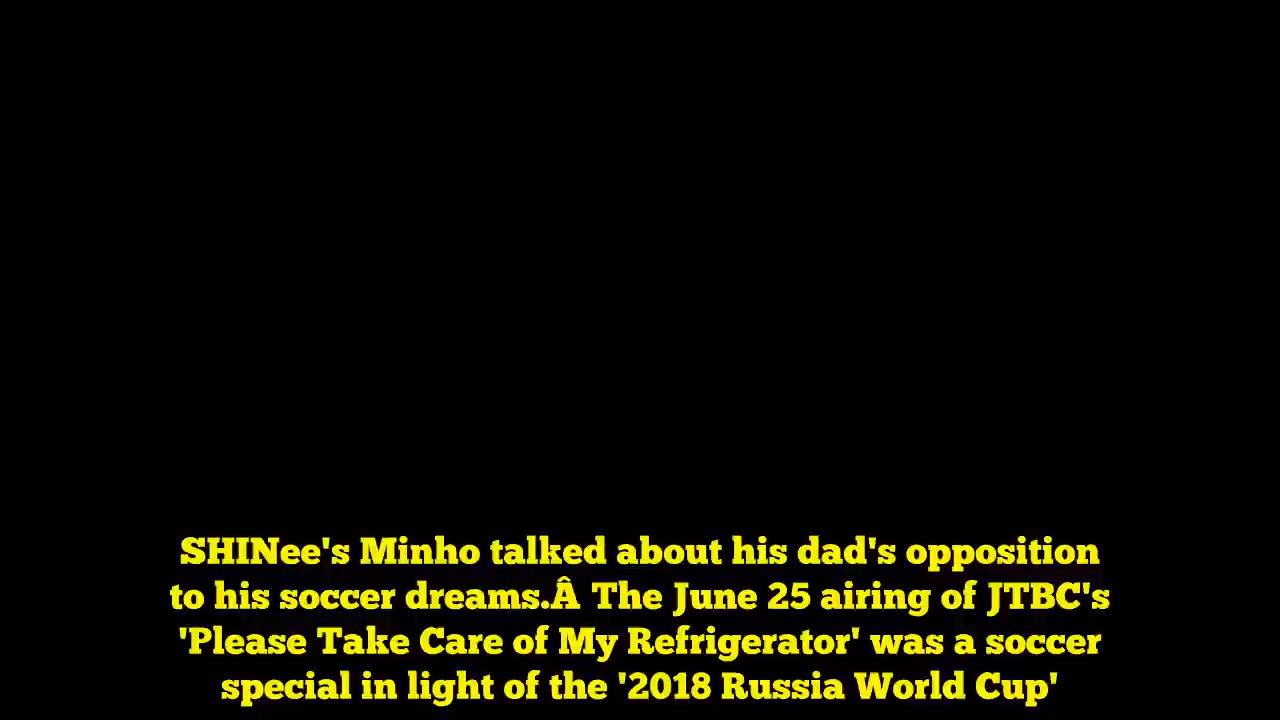 SHINee's Minho talked about his dad's opposition
to his soccer dreams.Â The June 25 airing of JTBC's
'Please Take Care of My Refrigerator' was a soccer
special in light of the '2018 Russia World Cup'